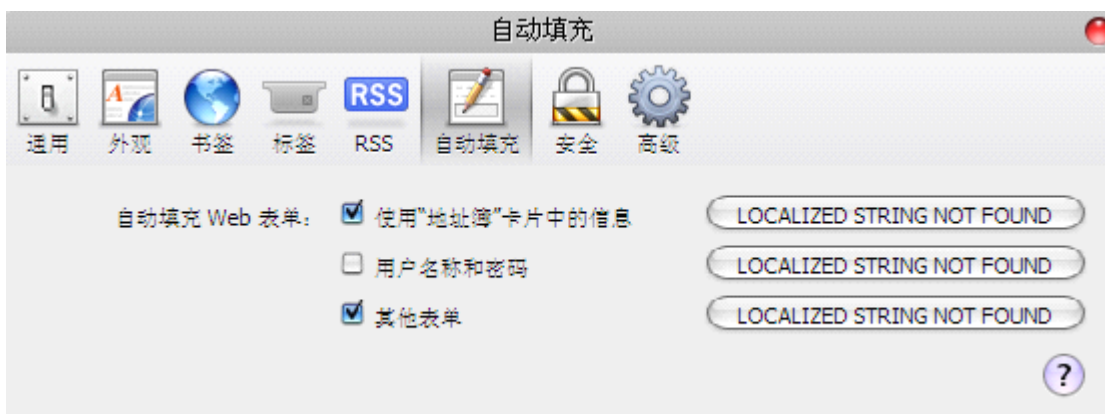 自动填充
RSS
通用 外观 书签 标签 RSS 自动填充 安全 高级
自动填充 Web 表单： 使用“地址簿”卡片中的信息 LOCALIZED STRING NOT FOUND
用户名称和密码 LOCALIZED STRING NOT FOUND
其他表单 LOCALIZED STRING NOT FOUND
?